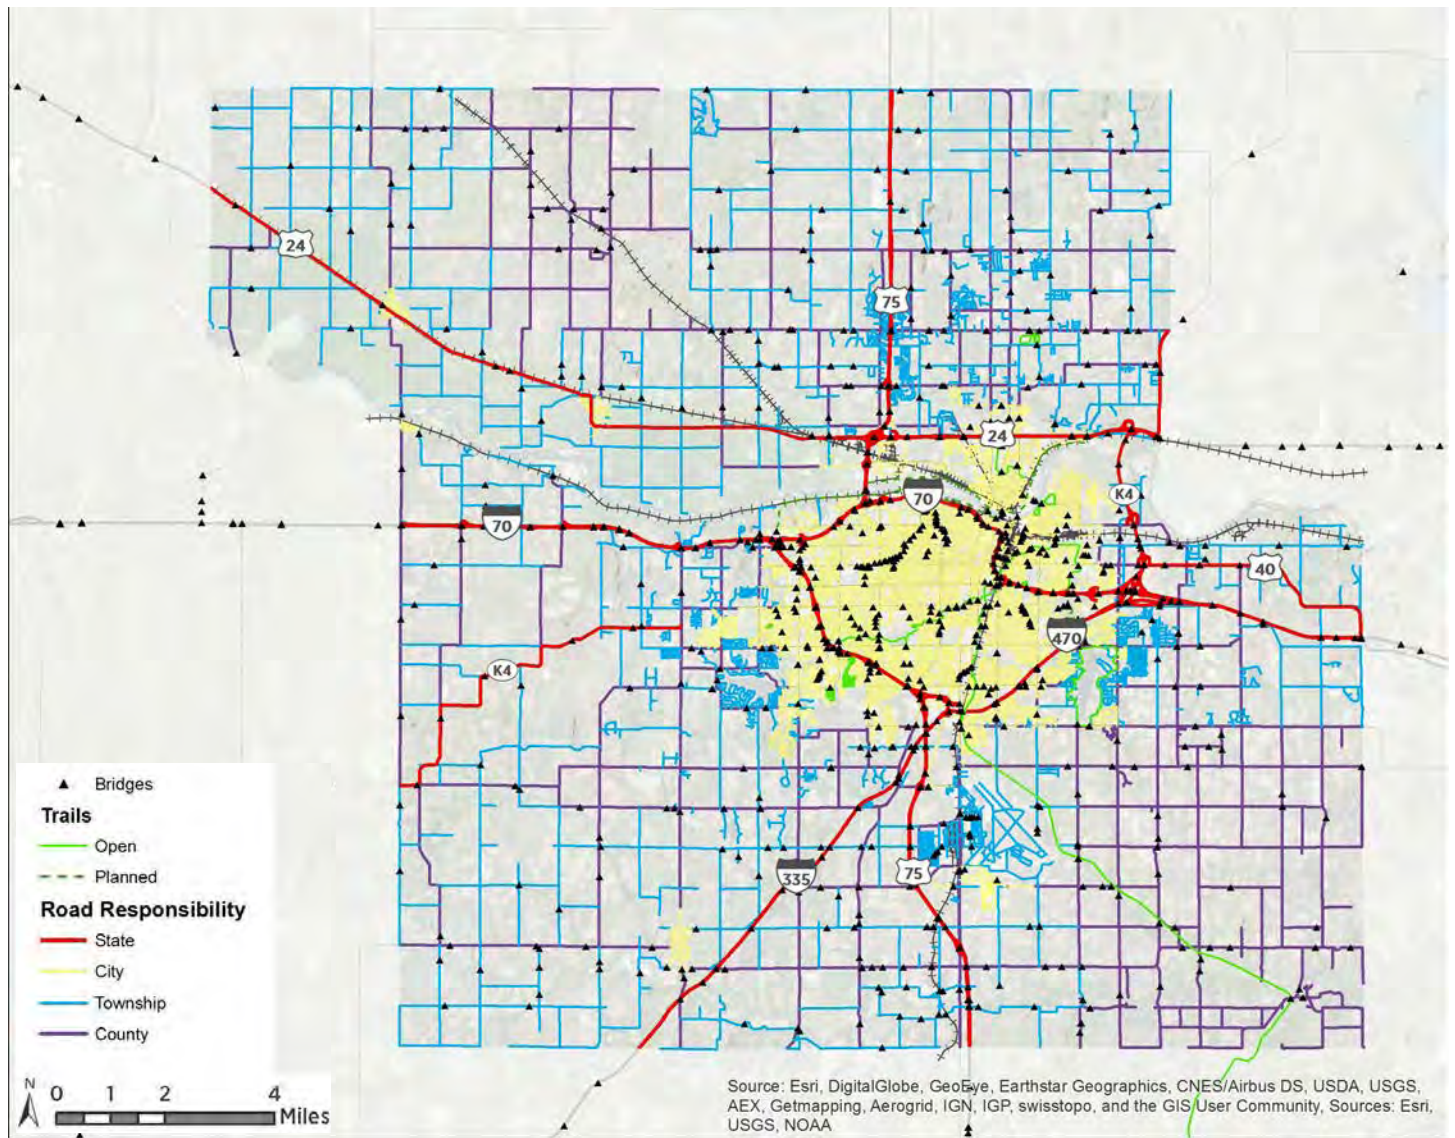 24
75
24
70
K4
70
40
470
K4
335
75
Bridges
Trails
Open
Planned
Road Responsibility
State
City
Township
County
N
0 1 2 4
Miles
Source: Esri, DigitalGlobe, GeoEye, Earthstar Geographics, CNES/Airbus DS, USDA, USGS,
AEX, Getmapping, Aerogrid, IGN, IGP, swisstopo, and the GIS User Community, Sources: Esri,
USGS, NOAA